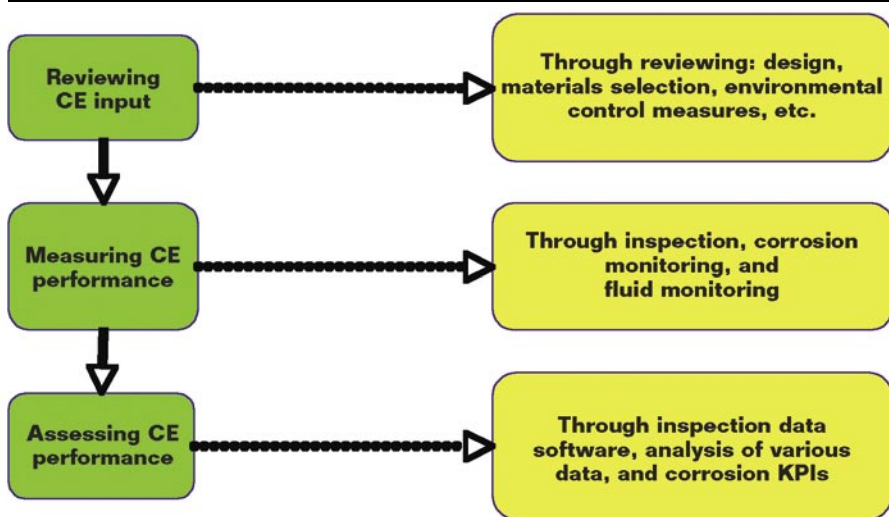 Reviewing
CE input
Through reviewing: design,
materials selection, environmental
control measures, etc.
Measuring CE
performance
Through inspection, corrosion
monitoring, and
fluid monitoring
Assessing CE
performance
Through inspection data
software, analysis of various
data, and corrosion KPIs